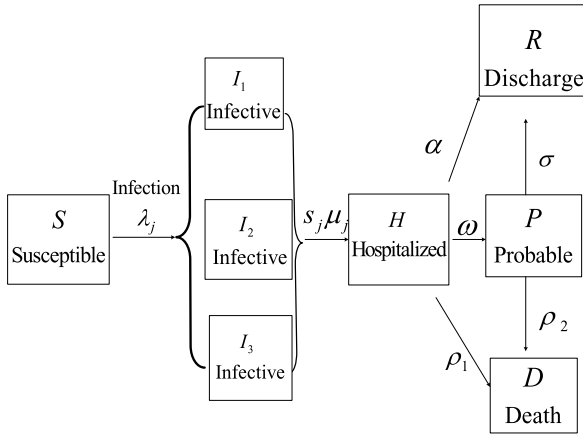 R
Discharge
I₁
Infective
α
σ
Infection
λⱼ
S
Susceptible
I₂
Infective
sⱼμⱼ
H
Hospitalized
ω
P
Probable
I₃
Infective
ρ₁
ρ₂
D
Death